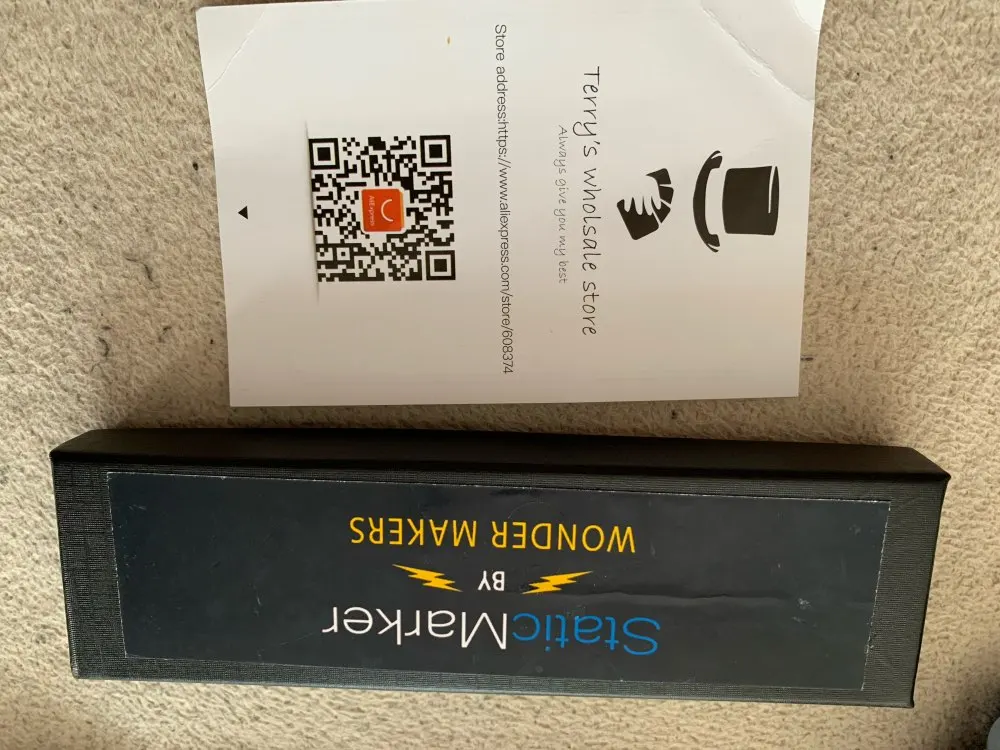 Terry's wholsale store
Always give you my best
Store address:https://www.aliexpress.com/store/608374
AliExpress
StaticMarker
BY
WONDER MAKERS